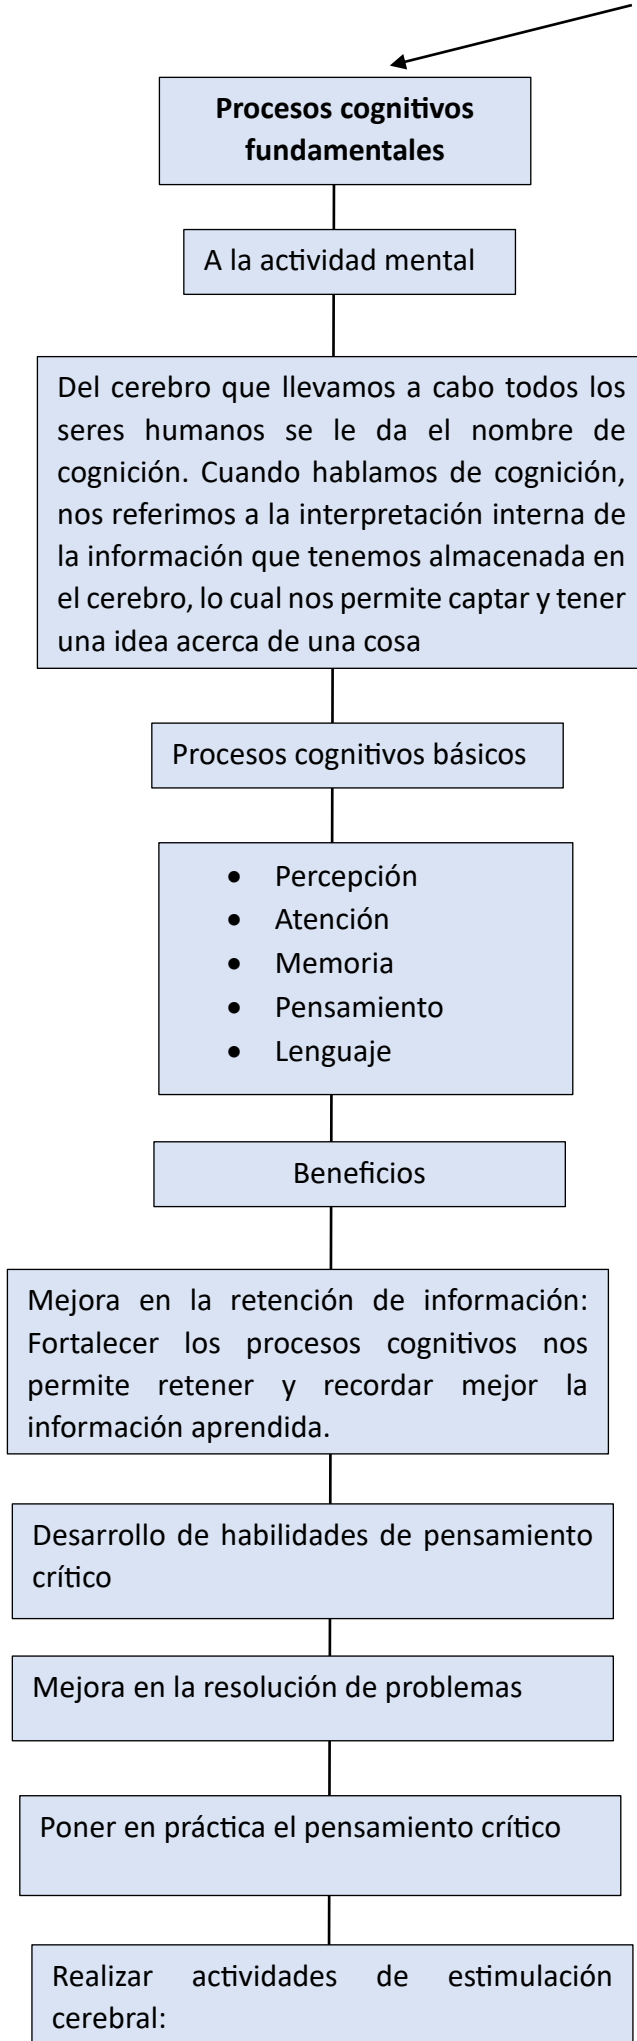 Procesos cognitivos
fundamentales
A la actividad mental
Del cerebro que llevamos a cabo todos los
seres humanos se le da el nombre de
cognición. Cuando hablamos de cognición,
nos referimos a la interpretación interna de
la información que tenemos almacenada en
el cerebro, lo cual nos permite captar y tener
una idea acerca de una cosa
Procesos cognitivos básicos
• Percepción
• Atención
• Memoria
• Pensamiento
• Lenguaje
Beneficios
Mejora en la retención de información:
Fortalecer los procesos cognitivos nos
permite retener y recordar mejor la
información aprendida.
Desarrollo de habilidades de pensamiento
crítico
Mejora en la resolución de problemas
Poner en práctica el pensamiento crítico
Realizar actividades de estimulación
cerebral: